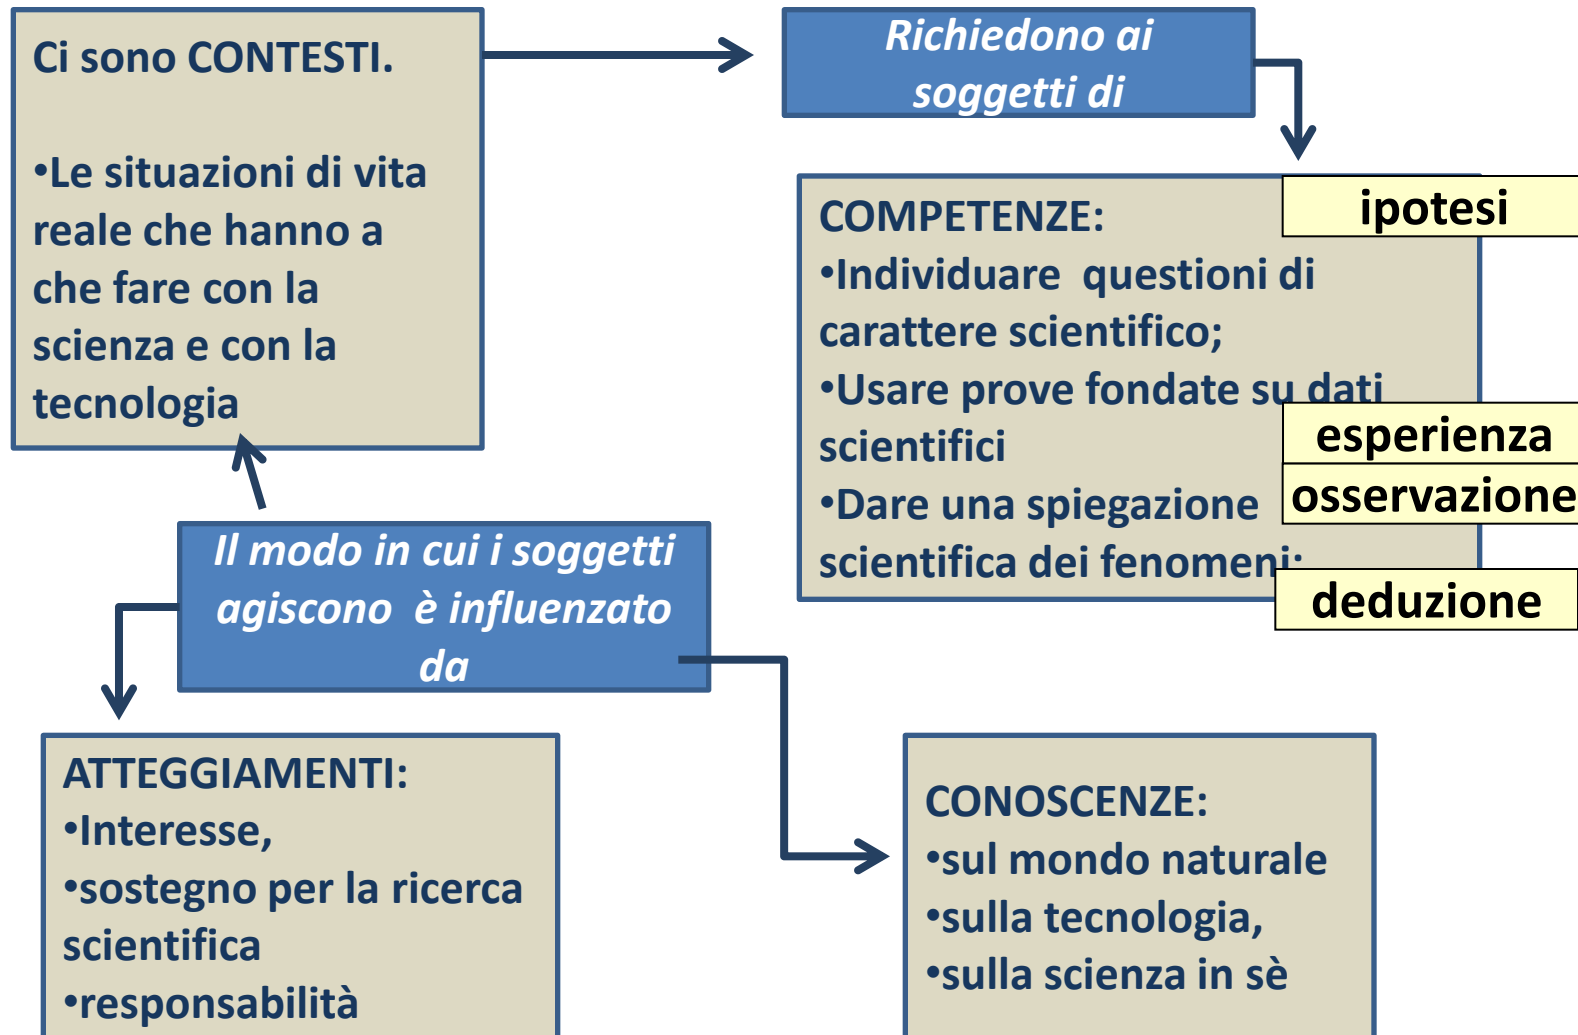 Ci sono CONTESTI.
•Le situazioni di vita
reale che hanno a
che fare con la
scienza e con la
tecnologia
Richiedono ai
soggetti di
COMPETENZE:
•Individuare  questioni di
carattere scientifico;
•Usare prove fondate su dati
scientifici
•Dare una spiegazione
scientifica dei fenomeni;
ipotesi
esperienza
osservazione
deduzione
Il modo in cui i soggetti
agiscono  è influenzato
da
ATTEGGIAMENTI:
•Interesse,
•sostegno per la ricerca
scientifica
•responsabilità
CONOSCENZE:
•sul mondo naturale
•sulla tecnologia,
•sulla scienza in sè